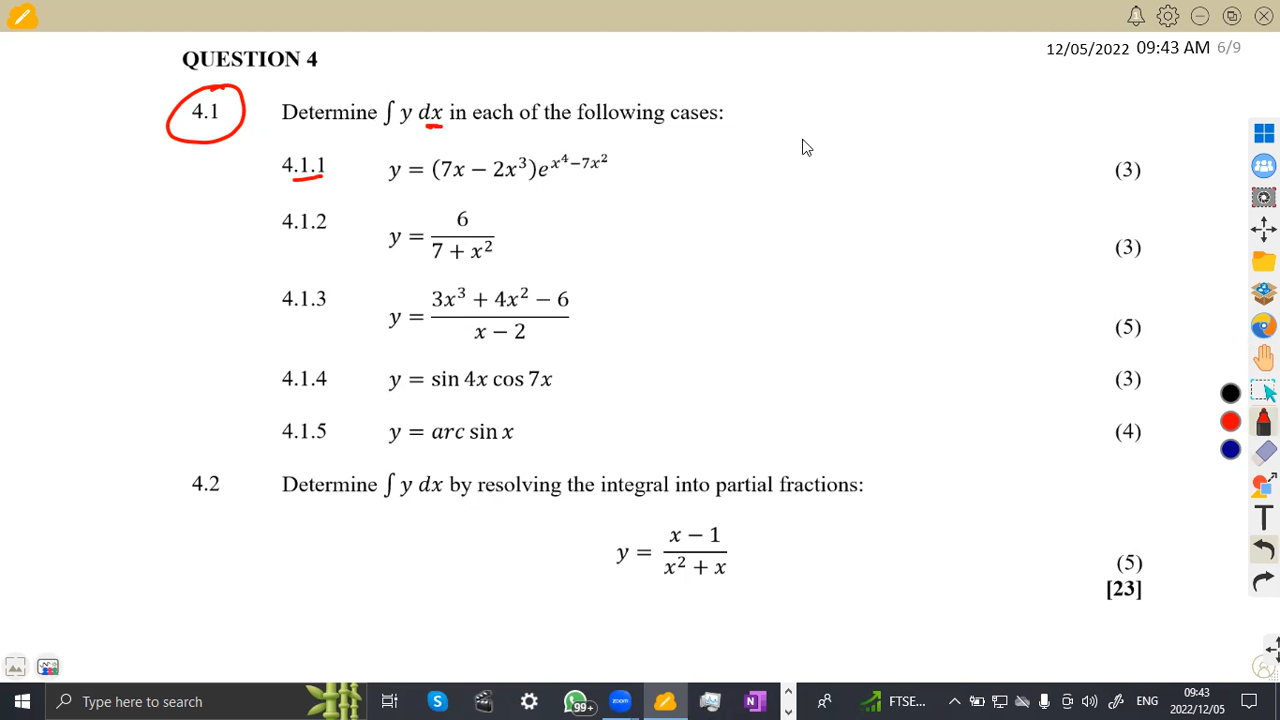 12/05/2022 09:43 AM 6/9
QUESTION 4
4.1 Determine ∫ y dx in each of the following cases:
4.1.1 y = (7x − 2x³)e^(x⁴−7x²) (3)
4.1.2 y = 6 / (7 + x²) (3)
4.1.3 y = (3x³ + 4x² − 6) / (x − 2) (5)
4.1.4 y = sin 4x cos 7x (3)
4.1.5 y = arc sin x (4)
4.2 Determine ∫ y dx by resolving the integral into partial fractions:
y = (x − 1) / (x² + x) (5)
[23]
T
Type here to search
99+
zoom
FTSE...
ENG
09:43
2022/12/05